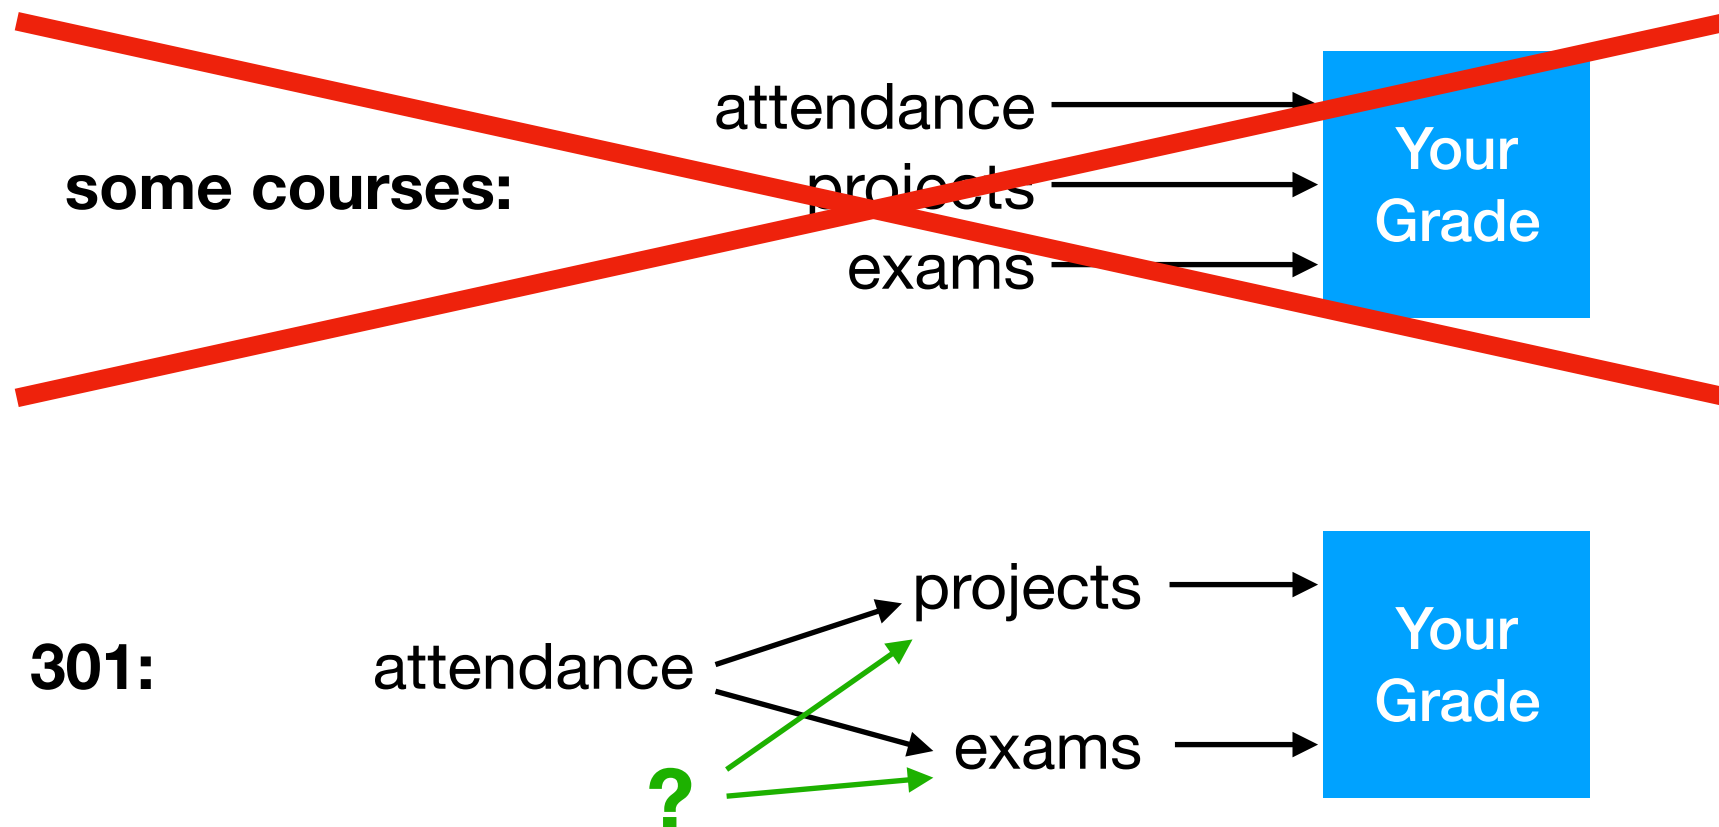 attendance
some courses:
projects
exams
Your
Grade
301:
attendance
projects
exams
?
Your
Grade